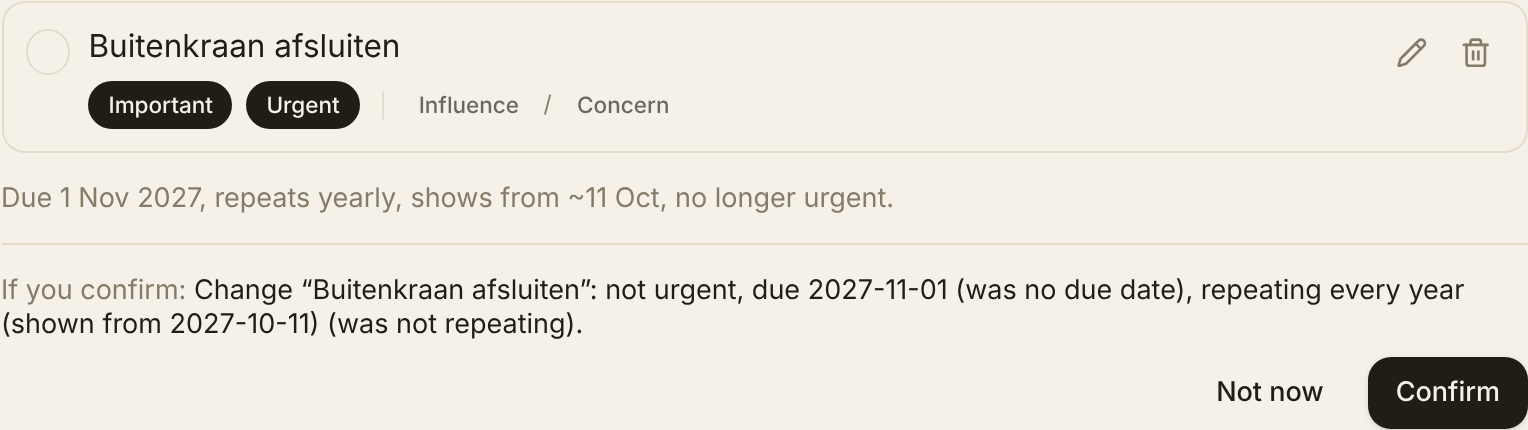 Buitenkraan afsluiten
Important Urgent Influence / Concern
Due 1 Nov 2027, repeats yearly, shows from ~11 Oct, no longer urgent.
If you confirm: Change “Buitenkraan afsluiten”: not urgent, due 2027-11-01 (was no due date), repeating every year
(shown from 2027-10-11) (was not repeating).
Not now Confirm